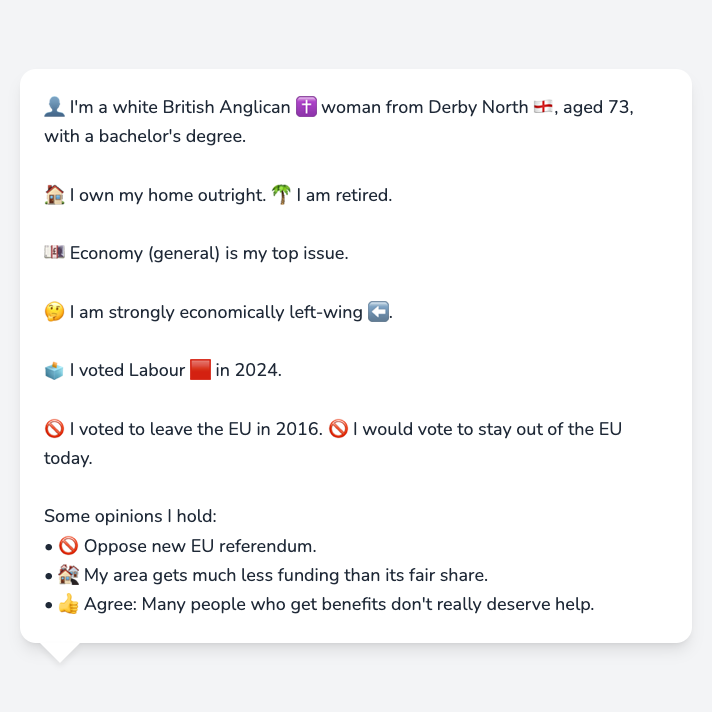 👤 I'm a white British Anglican ✝️ woman from Derby North 🏴󠁧󠁢󠁥󠁮󠁧󠁿, aged 73,
with a bachelor's degree.
🏠 I own my home outright. 🌴 I am retired.
💷 Economy (general) is my top issue.
🤔 I am strongly economically left-wing ⬅️.
🗳️ I voted Labour 🟥 in 2024.
🚫 I voted to leave the EU in 2016. 🚫 I would vote to stay out of the EU
today.
Some opinions I hold:
• 🚫 Oppose new EU referendum.
• 🏚️ My area gets much less funding than its fair share.
• 👍 Agree: Many people who get benefits don't really deserve help.